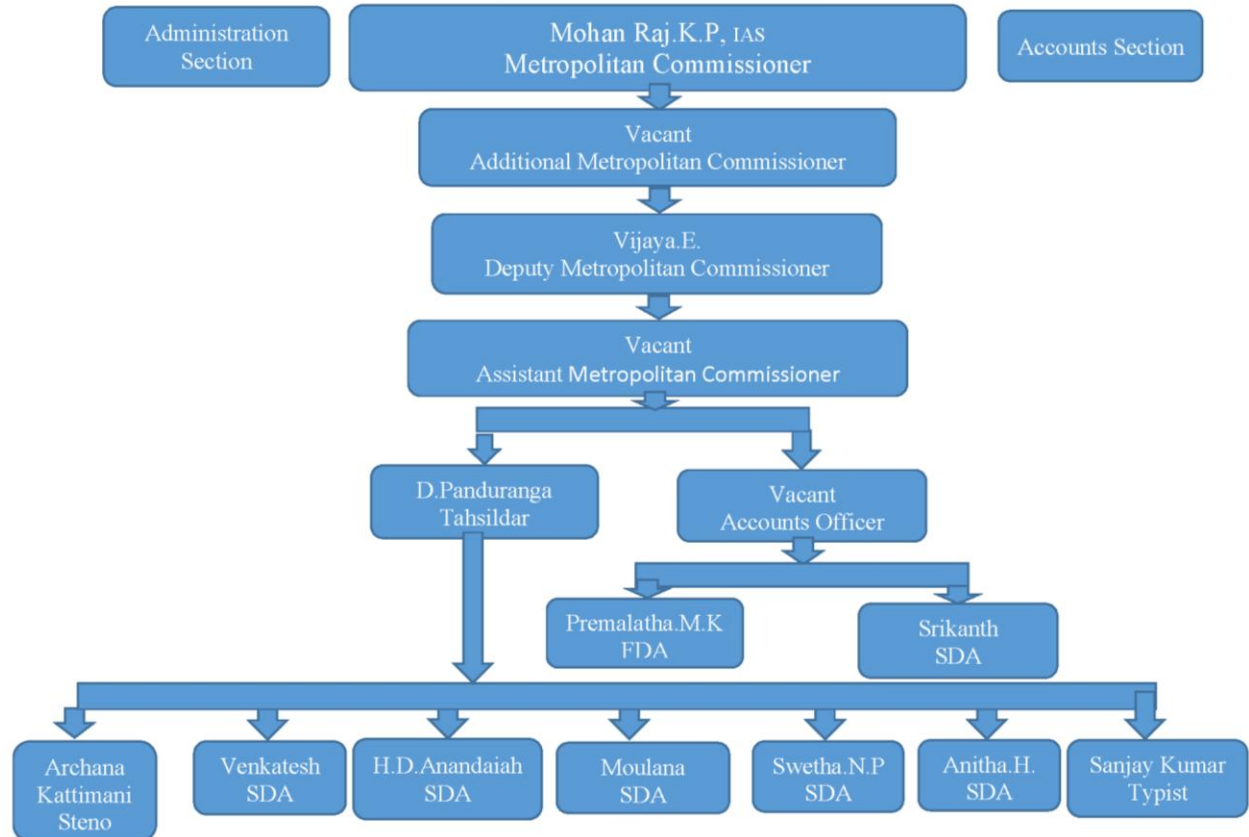 Administration
Section
Mohan Raj.K.P, IAS
Metropolitan Commissioner
Accounts Section
Vacant
Additional Metropolitan Commissioner
Vijaya.E.
Deputy Metropolitan Commissioner
Vacant
Assistant Metropolitan Commissioner
D.Panduranga
Tahsildar
Vacant
Accounts Officer
Premalatha.M.K
FDA
Srikanth
SDA
Archana
Kattimani
Steno
Venkatesh
SDA
H.D.Anandaiah
SDA
Moulana
SDA
Swetha.N.P
SDA
Anitha.H.
SDA
Sanjay Kumar
Typist